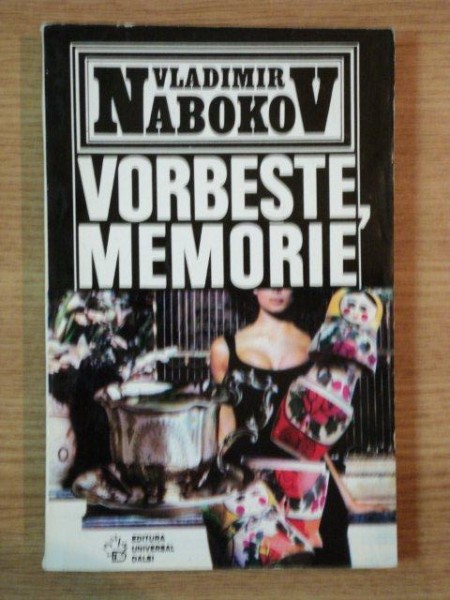 VLADIMIR
NABOKOV
VORBESTE,
MEMORIE
EDITURA
UNIVERSAL
DALSI